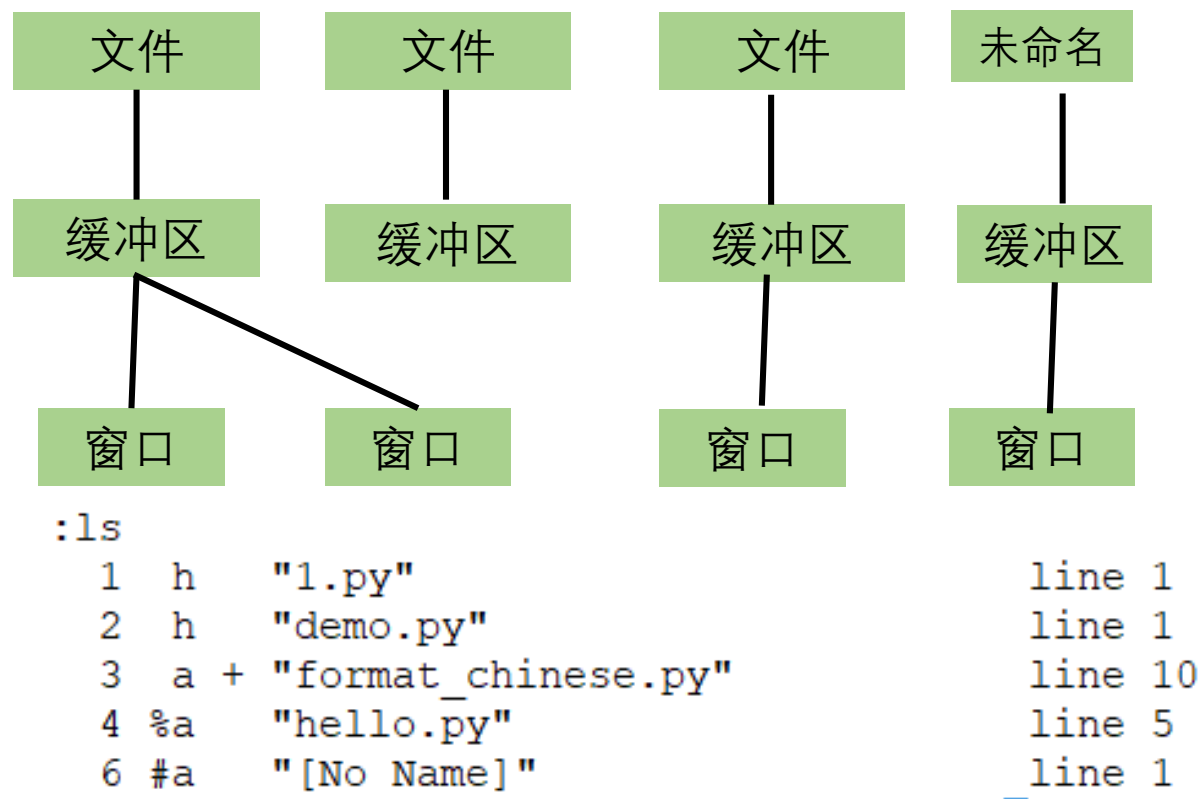 文件 文件 文件 未命名
缓冲区 缓冲区 缓冲区 缓冲区
窗口 窗口 窗口 窗口
:ls
1 h "1.py" line 1
2 h "demo.py" line 1
3 a + "format_chinese.py" line 10
4 %a "hello.py" line 5
6 #a "[No Name]" line 1